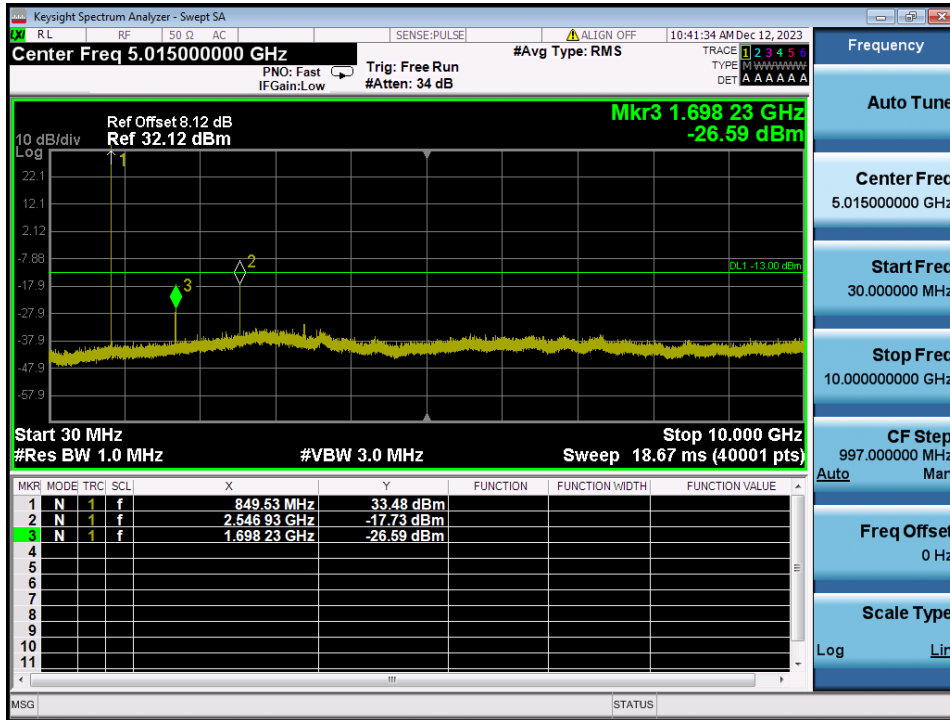 Keysight Spectrum Analyzer - Swept SA
LXI RL RF 50 Ω AC SENSE:PULSE ALIGN OFF 10:41:34 AM Dec 12, 2023
Center Freq 5.015000000 GHz
PNO: Fast
IFGain:Low
Trig: Free Run
#Atten: 34 dB
#Avg Type: RMS
TRACE 1 2 3 4 5 6
TYPE M WWWWW
DET A A A A A A
Mkr3 1.698 23 GHz
-26.59 dBm
Ref Offset 8.12 dB
10 dB/div Ref 32.12 dBm
Log
1
22.1
12.1
2.12
-7.88
2
DL1 -13.00 dBm
-17.9
3
-27.9
-37.9
-47.9
-57.9
Start 30 MHz Stop 10.000 GHz
#Res BW 1.0 MHz #VBW 3.0 MHz Sweep 18.67 ms (40001 pts)
MKR MODE TRC SCL X Y FUNCTION FUNCTION WIDTH FUNCTION VALUE
1 N 1 f 849.53 MHz 33.48 dBm
2 N 1 f 2.546 93 GHz -17.73 dBm
3 N 1 f 1.698 23 GHz -26.59 dBm
4
5
6
7
8
9
10
11
MSG STATUS
Frequency
Auto Tune
Center Freq
5.015000000 GHz
Start Freq
30.000000 MHz
Stop Freq
10.000000000 GHz
CF Step
997.000000 MHz
Auto Man
Freq Offset
0 Hz
Scale Type
Log Lin